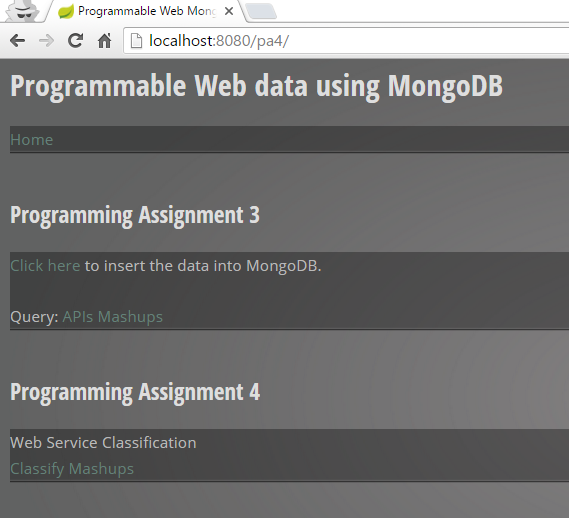 Programmable Web Mong
localhost:8080/pa4/
Programmable Web data using MongoDB
Home
Programming Assignment 3
Click here to insert the data into MongoDB.
Query: APIs Mashups
Programming Assignment 4
Web Service Classification
Classify Mashups